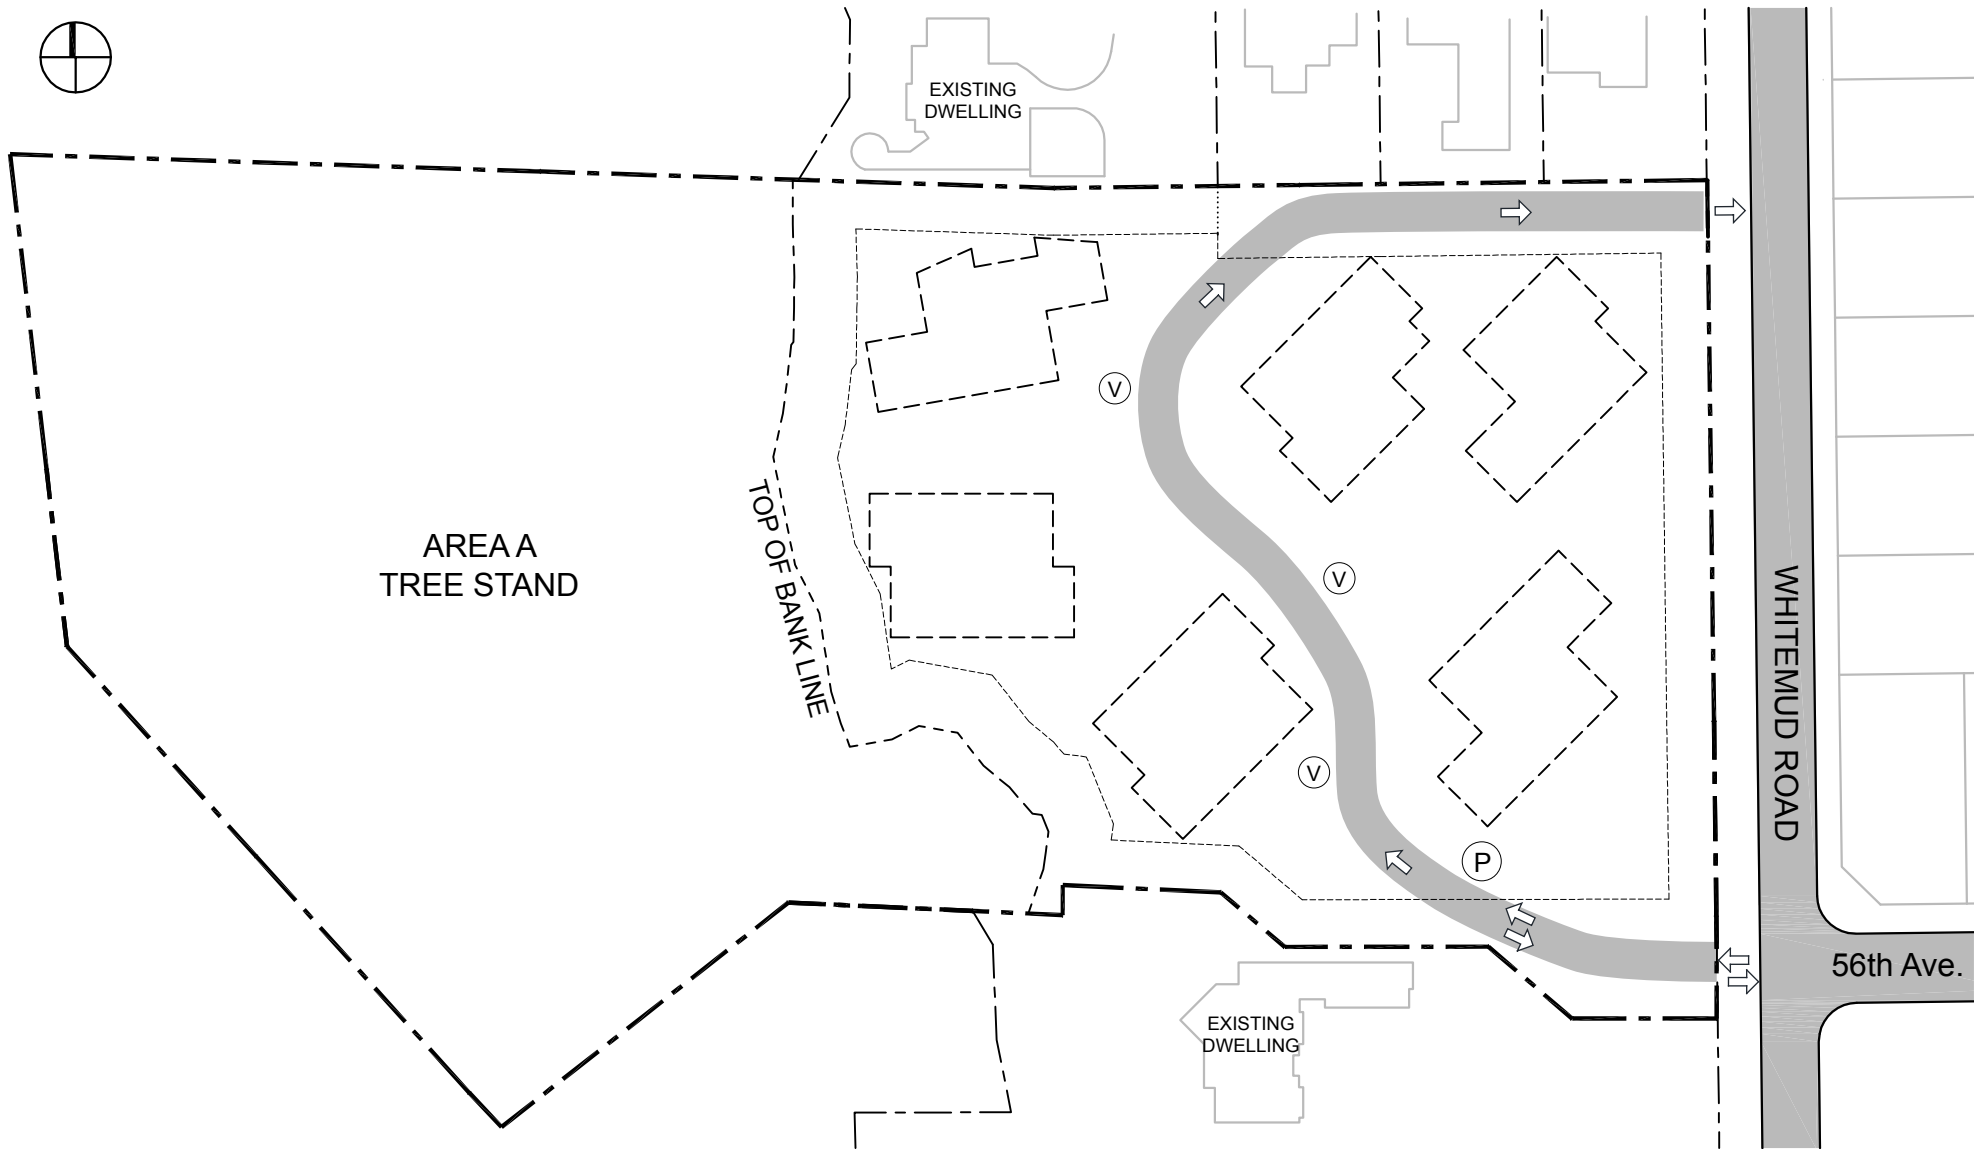 EXISTING
DWELLING
V
AREA A
TREE STAND
TOP OF BANK LINE
V
WHITEMUD ROAD
V
P
56th Ave.
EXISTING
DWELLING